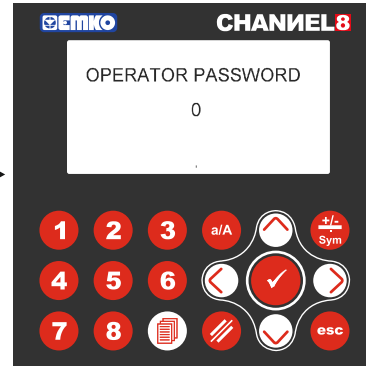 EMKO CHANNEL8
OPERATOR PASSWORD
0
1 2 3 a/A +/- Sym
4 5 6
7 8 esc